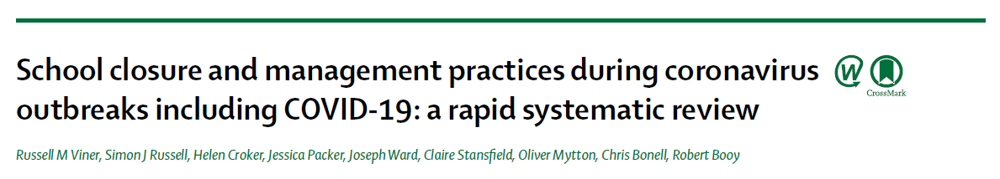 School closure and management practices during coronavirus
outbreaks including COVID-19: a rapid systematic review
W
CrossMark
Russell M Viner, Simon J Russell, Helen Croker, Jessica Packer, Joseph Ward, Claire Stansfield, Oliver Mytton, Chris Bonell, Robert Booy